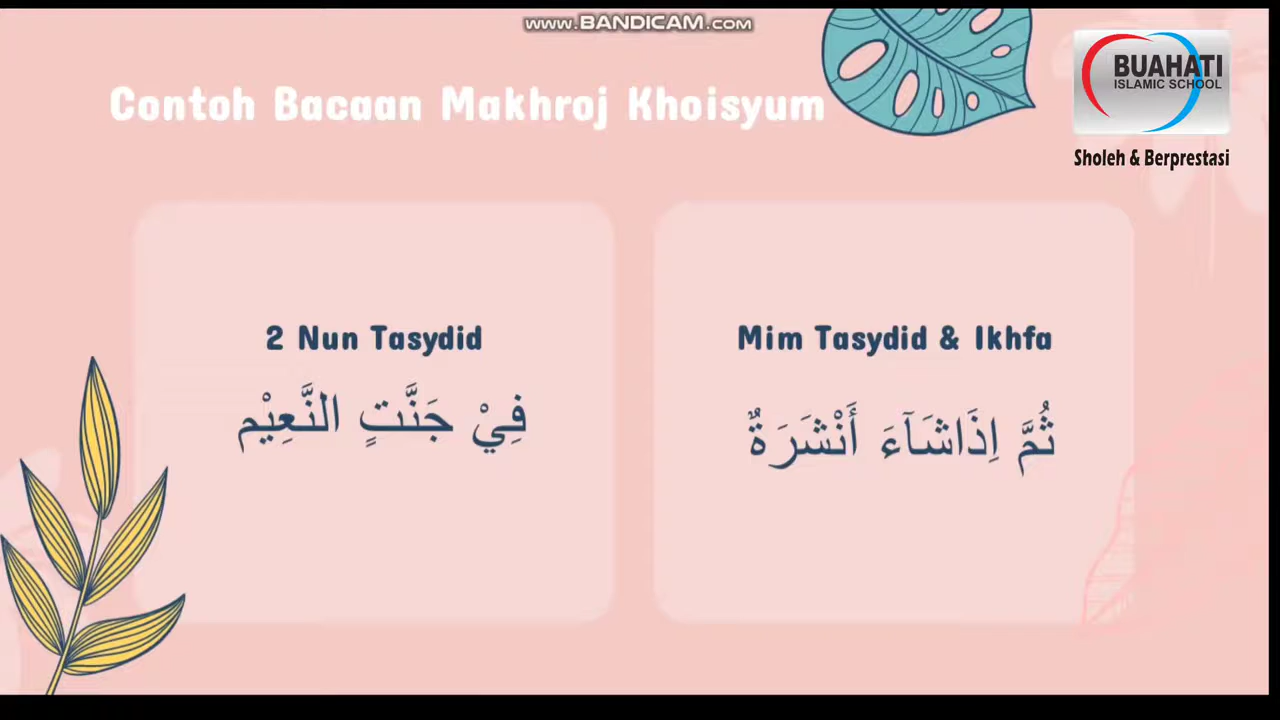 www.BANDICAM.com
BUAHATI
ISLAMIC SCHOOL
Sholeh & Berprestasi
Contoh Bacaan Makhroj Khoisyum
2 Nun Tasydid
فِيْ جَنَّتٍ النَّعِيْم
Mim Tasydid & Ikhfa
ثُمَّ اِذَاشَآءَ أَنْشَرَةٌ